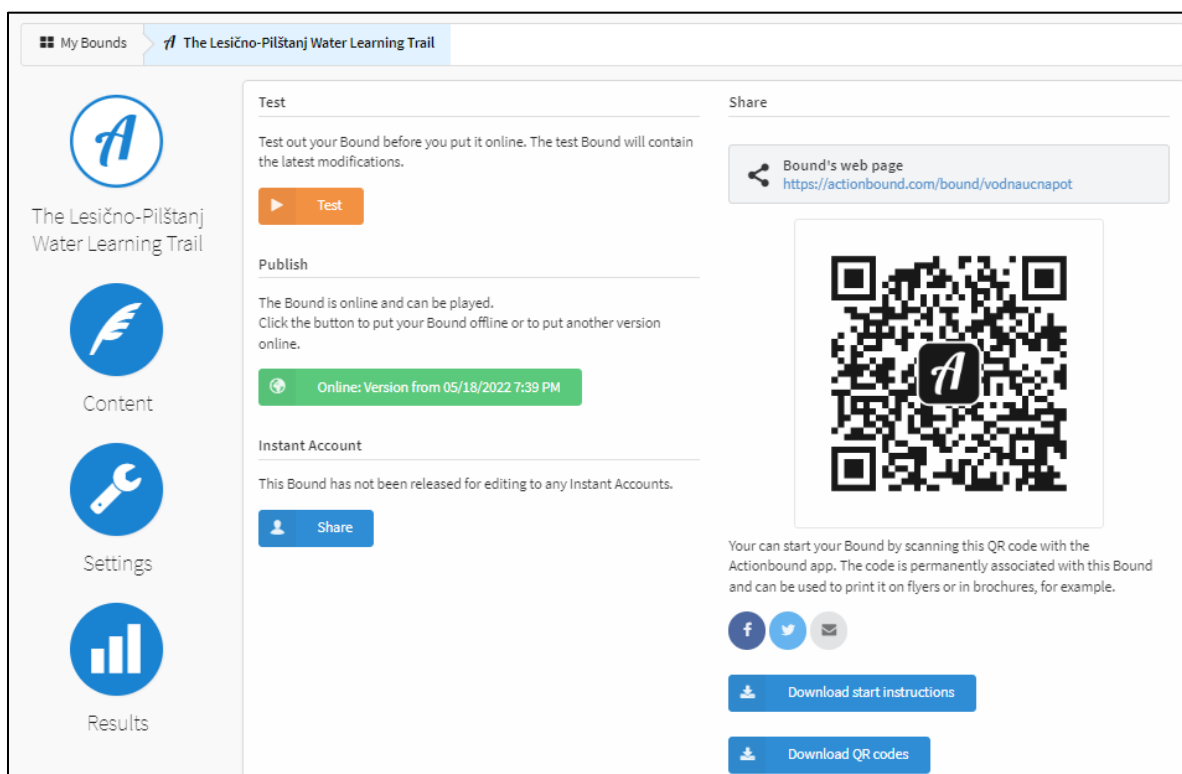 My Bounds
The Lesično-Pilštanj Water Learning Trail
The Lesično-Pilštanj
Water Learning Trail
Content
Settings
Results
Test
Test out your Bound before you put it online. The test Bound will contain
the latest modifications.
Test
Publish
The Bound is online and can be played.
Click the button to put your Bound offline or to put another version
online.
Online: Version from 05/18/2022 7:39 PM
Instant Account
This Bound has not been released for editing to any Instant Accounts.
Share
Share
Bound's web page
https://actionbound.com/bound/vodnaucnapot
Your can start your Bound by scanning this QR code with the
Actionbound app. The code is permanently associated with this Bound
and can be used to print it on flyers or in brochures, for example.
Download start instructions
Download QR codes